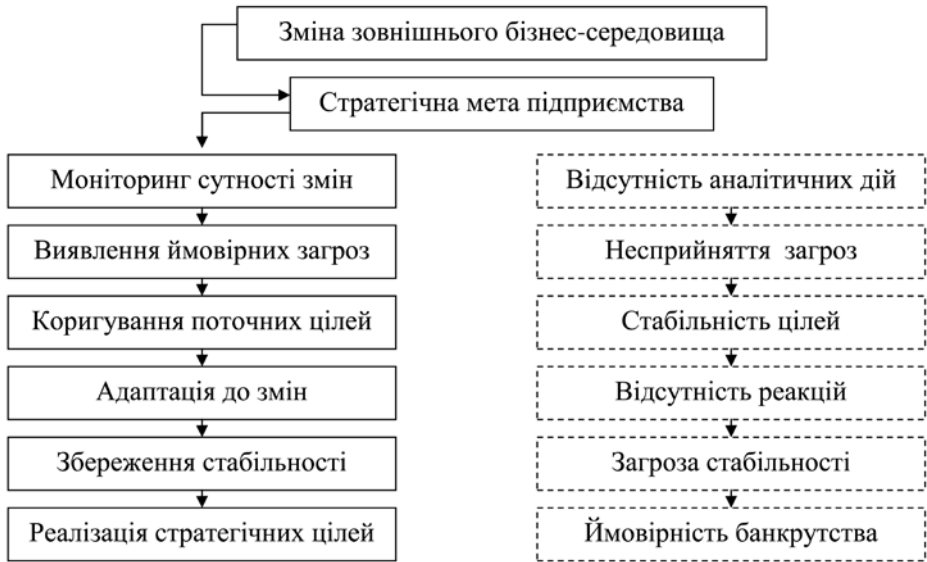 Зміна зовнішнього бізнес-середовища
Стратегічна мета підприємства
Моніторинг сутності змін
Виявлення ймовірних загроз
Коригування поточних цілей
Адаптація до змін
Збереження стабільності
Реалізація стратегічних цілей
Відсутність аналітичних дій
Несприйняття загроз
Стабільність цілей
Відсутність реакцій
Загроза стабільності
Ймовірність банкрутства